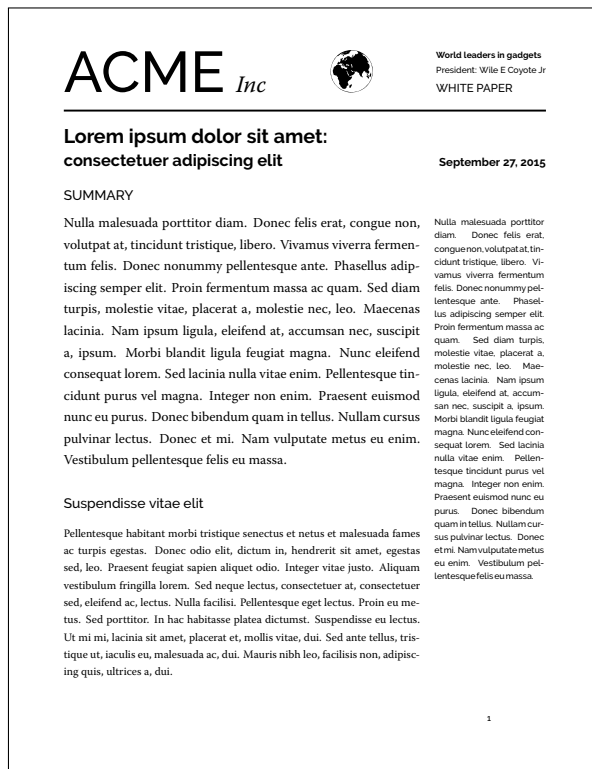 ACME Inc
World leaders in gadgets
President: Wile E Coyote Jr
WHITE PAPER
Lorem ipsum dolor sit amet:
consectetuer adipiscing elit
September 27, 2015
SUMMARY
Nulla malesuada porttitor diam. Donec felis erat, congue non,
volutpat at, tincidunt tristique, libero. Vivamus viverra fermen-
tum felis. Donec nonummy pellentesque ante. Phasellus adip-
iscing semper elit. Proin fermentum massa ac quam. Sed diam
turpis, molestie vitae, placerat a, molestie nec, leo. Maecenas
lacinia. Nam ipsum ligula, eleifend at, accumsan nec, suscipit
a, ipsum. Morbi blandit ligula feugiat magna. Nunc eleifend
consequat lorem. Sed lacinia nulla vitae enim. Pellentesque tin-
cidunt purus vel magna. Integer non enim. Praesent euismod
nunc eu purus. Donec bibendum quam in tellus. Nullam cursus
pulvinar lectus. Donec et mi. Nam vulputate metus eu enim.
Vestibulum pellentesque felis eu massa.
Suspendisse vitae elit
Pellentesque habitant morbi tristique senectus et netus et malesuada fames
ac turpis egestas. Donec odio elit, dictum in, hendrerit sit amet, egestas
sed, leo. Praesent feugiat sapien aliquet odio. Integer vitae justo. Aliquam
vestibulum fringilla lorem. Sed neque lectus, consectetuer at, consectetuer
sed, eleifend ac, lectus. Nulla facilisi. Pellentesque eget lectus. Proin eu me-
tus. Sed porttitor. In hac habitasse platea dictumst. Suspendisse eu lectus.
Ut mi mi, lacinia sit amet, placerat et, mollis vitae, dui. Sed ante tellus, tris-
tique ut, iaculis eu, malesuada ac, dui. Mauris nibh leo, facilisis non, adipisc-
ing quis, ultrices a, dui.
Nulla malesuada porttitor
diam. Donec felis erat,
congue non, volutpat at, tin-
cidunt tristique, libero. Vi-
vamus viverra fermentum
felis. Donec nonummy pel-
lentesque ante. Phasel-
lus adipiscing semper elit.
Proin fermentum massa ac
quam. Sed diam turpis,
molestie vitae, placerat a,
molestie nec, leo. Mae-
cenas lacinia. Nam ipsum
ligula, eleifend at, accum-
san nec, suscipit a, ipsum.
Morbi blandit ligula feugiat
magna. Nunc eleifend con-
sequat lorem. Sed lacinia
nulla vitae enim. Pellen-
tesque tincidunt purus vel
magna. Integer non enim.
Praesent euismod nunc eu
purus. Donec bibendum
quam in tellus. Nullam cur-
sus pulvinar lectus. Donec
et mi. Nam vulputate metus
eu enim. Vestibulum pel-
lentesque felis eu massa.
1